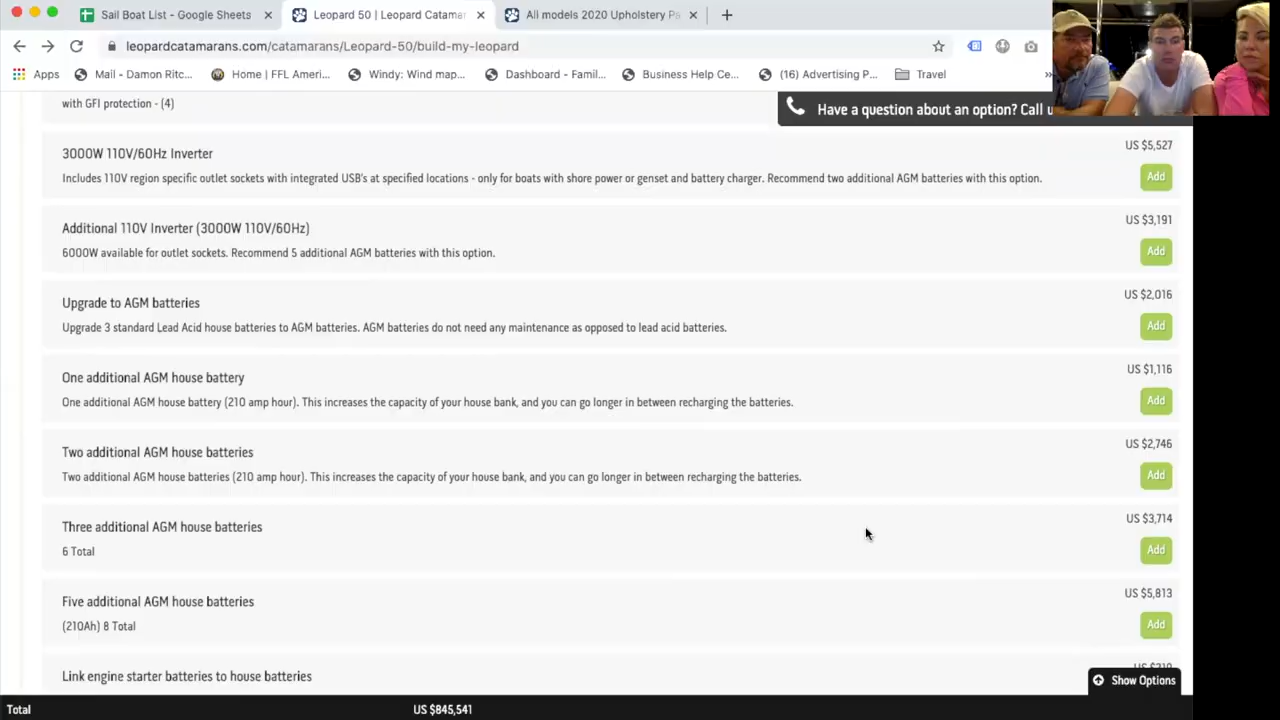 Sail Boat List - Google Sheets
Leopard 50 | Leopard Catamar
All models 2020 Upholstery Pa
leopardcatamarans.com/catamarans/Leopard-50/build-my-leopard
Apps
Mail - Damon Ritc...
Home | FFL Ameri...
Windy: Wind map...
Dashboard - Famil...
Business Help Ce...
(16) Advertising P...
Travel
»
with GFI protection - (4)
Have a question about an option? Call u
3000W 110V/60Hz Inverter
US $5,527
Includes 110V region specific outlet sockets with integrated USB's at specified locations - only for boats with shore power or genset and battery charger. Recommend two additional AGM batteries with this option.
Add
Additional 110V Inverter (3000W 110V/60Hz)
US $3,191
6000W available for outlet sockets. Recommend 5 additional AGM batteries with this option.
Add
Upgrade to AGM batteries
US $2,016
Upgrade 3 standard Lead Acid house batteries to AGM batteries. AGM batteries do not need any maintenance as opposed to lead acid batteries.
Add
One additional AGM house battery
US $1,116
One additional AGM house battery (210 amp hour). This increases the capacity of your house bank, and you can go longer in between recharging the batteries.
Add
Two additional AGM house batteries
US $2,746
Two additional AGM house batteries (210 amp hour). This increases the capacity of your house bank, and you can go longer in between recharging the batteries.
Add
Three additional AGM house batteries
US $3,714
6 Total
Add
Five additional AGM house batteries
US $5,813
(210Ah) 8 Total
Add
Link engine starter batteries to house batteries
Show Options
Total
US $845,541